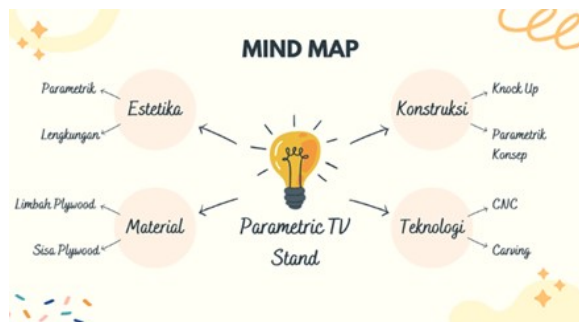 MIND MAP
Parametrik
Estetika
Lengkungan
Konstruksi
Knock Up
Parametrik
Konsep
Limbah Plywood
Material
Sisa Plywood
Parametric TV
Stand
Teknologi
CNC
Carving